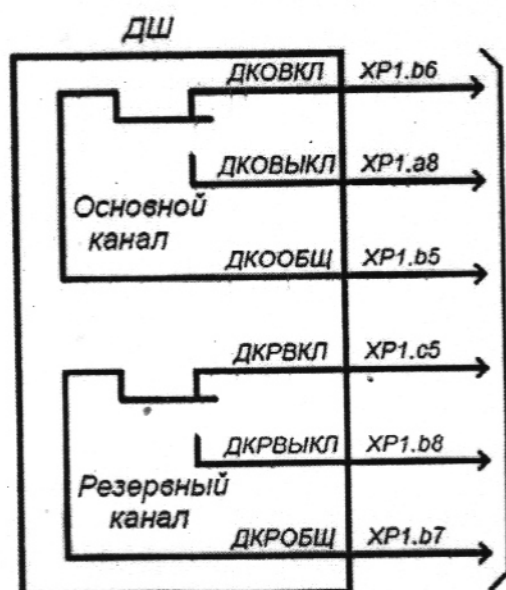 ДШ
ДКОВКЛ XP1.b6
ДКОВЫКЛ XP1.a8
Основной
канал
ДКООБЩ XP1.b5
ДКРВКЛ XP1.c5
ДКРВЫКЛ XP1.b8
Резервный
канал
ДКРОБЩ XP1.b7